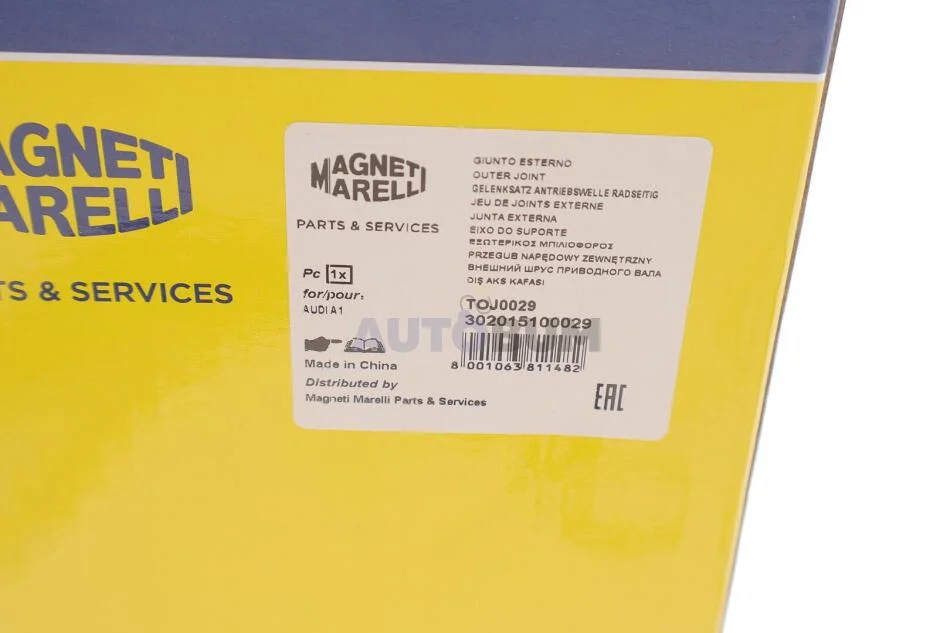 AGNETI
ARELLI
TS & SERVICES
MAGNETI
MARELLI
PARTS & SERVICES
Pc 1x
for/pour:
AUDI A1
Made in China
Distributed by
Magneti Marelli Parts & Services
GIUNTO ESTERNO
OUTER JOINT
GELENKSATZ ANTRIEBSWELLE RADSEITIG
JEU DE JOINTS EXTERNE
JUNTA EXTERNA
EIXO DO SUPORTE
ΕΞΩΤΕΡΙΚΟΣ ΜΠΙΛΙΟΦΟΡΟΣ
PRZEGUB NAPĘDOWY ZEWNĘTRZNY
ВНЕШНИЙ ШРУС ПРИВОДНОГО ВАЛА
DIŞ AKS KAFASI
TOJ0029
302015100029
8 001063 811482
EAC
AUTOBUM